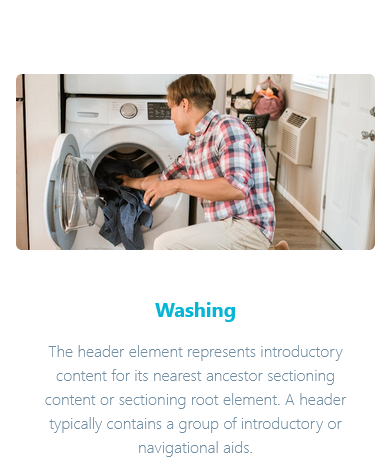 Washing
The header element represents introductory
content for its nearest ancestor sectioning
content or sectioning root element. A header
typically contains a group of introductory or
navigational aids.